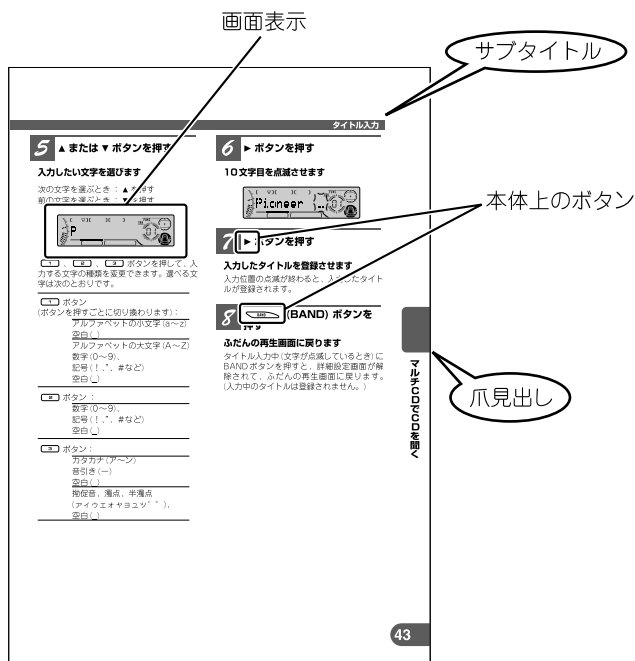 画面表示
サブタイトル
タイトル入力
5 ▲ または ▼ ボタンを押す
入力したい文字を選びます
次の文字を選ぶとき : ▲ を押す
前の文字を選ぶとき : ▼ を押す
P
1 、 2 、 3 ボタンを押して、入
力する文字の種類を変更できます。選べる文
字は次のとおりです。
1 ボタン
(ボタンを押すごとに切り換わります) :
アルファベットの小文字(a〜z)
空白(_)
アルファベットの大文字(A〜Z)
数字(0〜9)、
記号( ! 、"、#など)
空白(_)
2 ボタン :
数字(0〜9)、
記号( ! 、"、#など)
空白(_)
3 ボタン :
カタカナ(ア〜ン)
音引き(ー)
空白(_)
拗促音、濁点、半濁点
(ァィゥェォャョュッ゛゜)、
空白(_)
6 ► ボタンを押す
10文字目を点滅させます
Pioneer
本体上のボタン
7 ► ボタンを押す
入力したタイトルを登録させます
入力位置の点滅が終わると、入力したタイト
ルが登録されます。
8 BAND (BAND) ボタンを
押す
ふだんの再生画面に戻ります
タイトル入力中(文字が点滅しているとき)に
BANDボタンを押すと、詳細設定画面が解
除されて、ふだんの再生画面に戻ります。
(入力中のタイトルは登録されません。)
マルチCDでCDを聞く
爪見出し
43